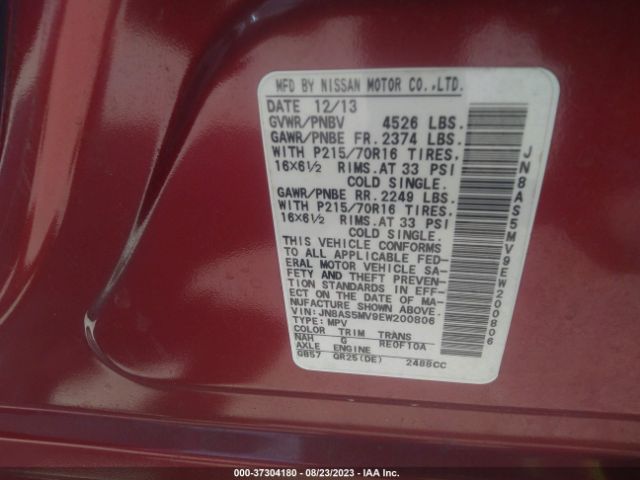 MFD BY NISSAN MOTOR CO.,LTD.
DATE 12/13
GVWR/PNBV 4526 LBS.
GAWR/PNBE FR. 2374 LBS.
WITH P215/70R16 TIRES.
16X6½ RIMS.AT 33 PSI
COLD SINGLE.
GAWR/PNBE RR. 2249 LBS.
WITH P215/70R16 TIRES.
16X6½ RIMS.AT 33 PSI
COLD SINGLE.
THIS VEHICLE CONFORMS
TO ALL APPLICABLE FED-
ERAL MOTOR VEHICLE SA-
FETY AND THEFT PREVEN-
TION STANDARDS IN EFF-
ECT ON THE DATE OF MA-
NUFACTURE SHOWN ABOVE.
VIN: JN8AS5MV9EW200806
TYPE: MPV
COLOR TRIM TRANS
NAH G RE0F10A
AXLE ENGINE
GB57 QR25(DE) 2488CC
JN8AS5MV9EW200806
000-37304180 - 08/23/2023 - IAA Inc.